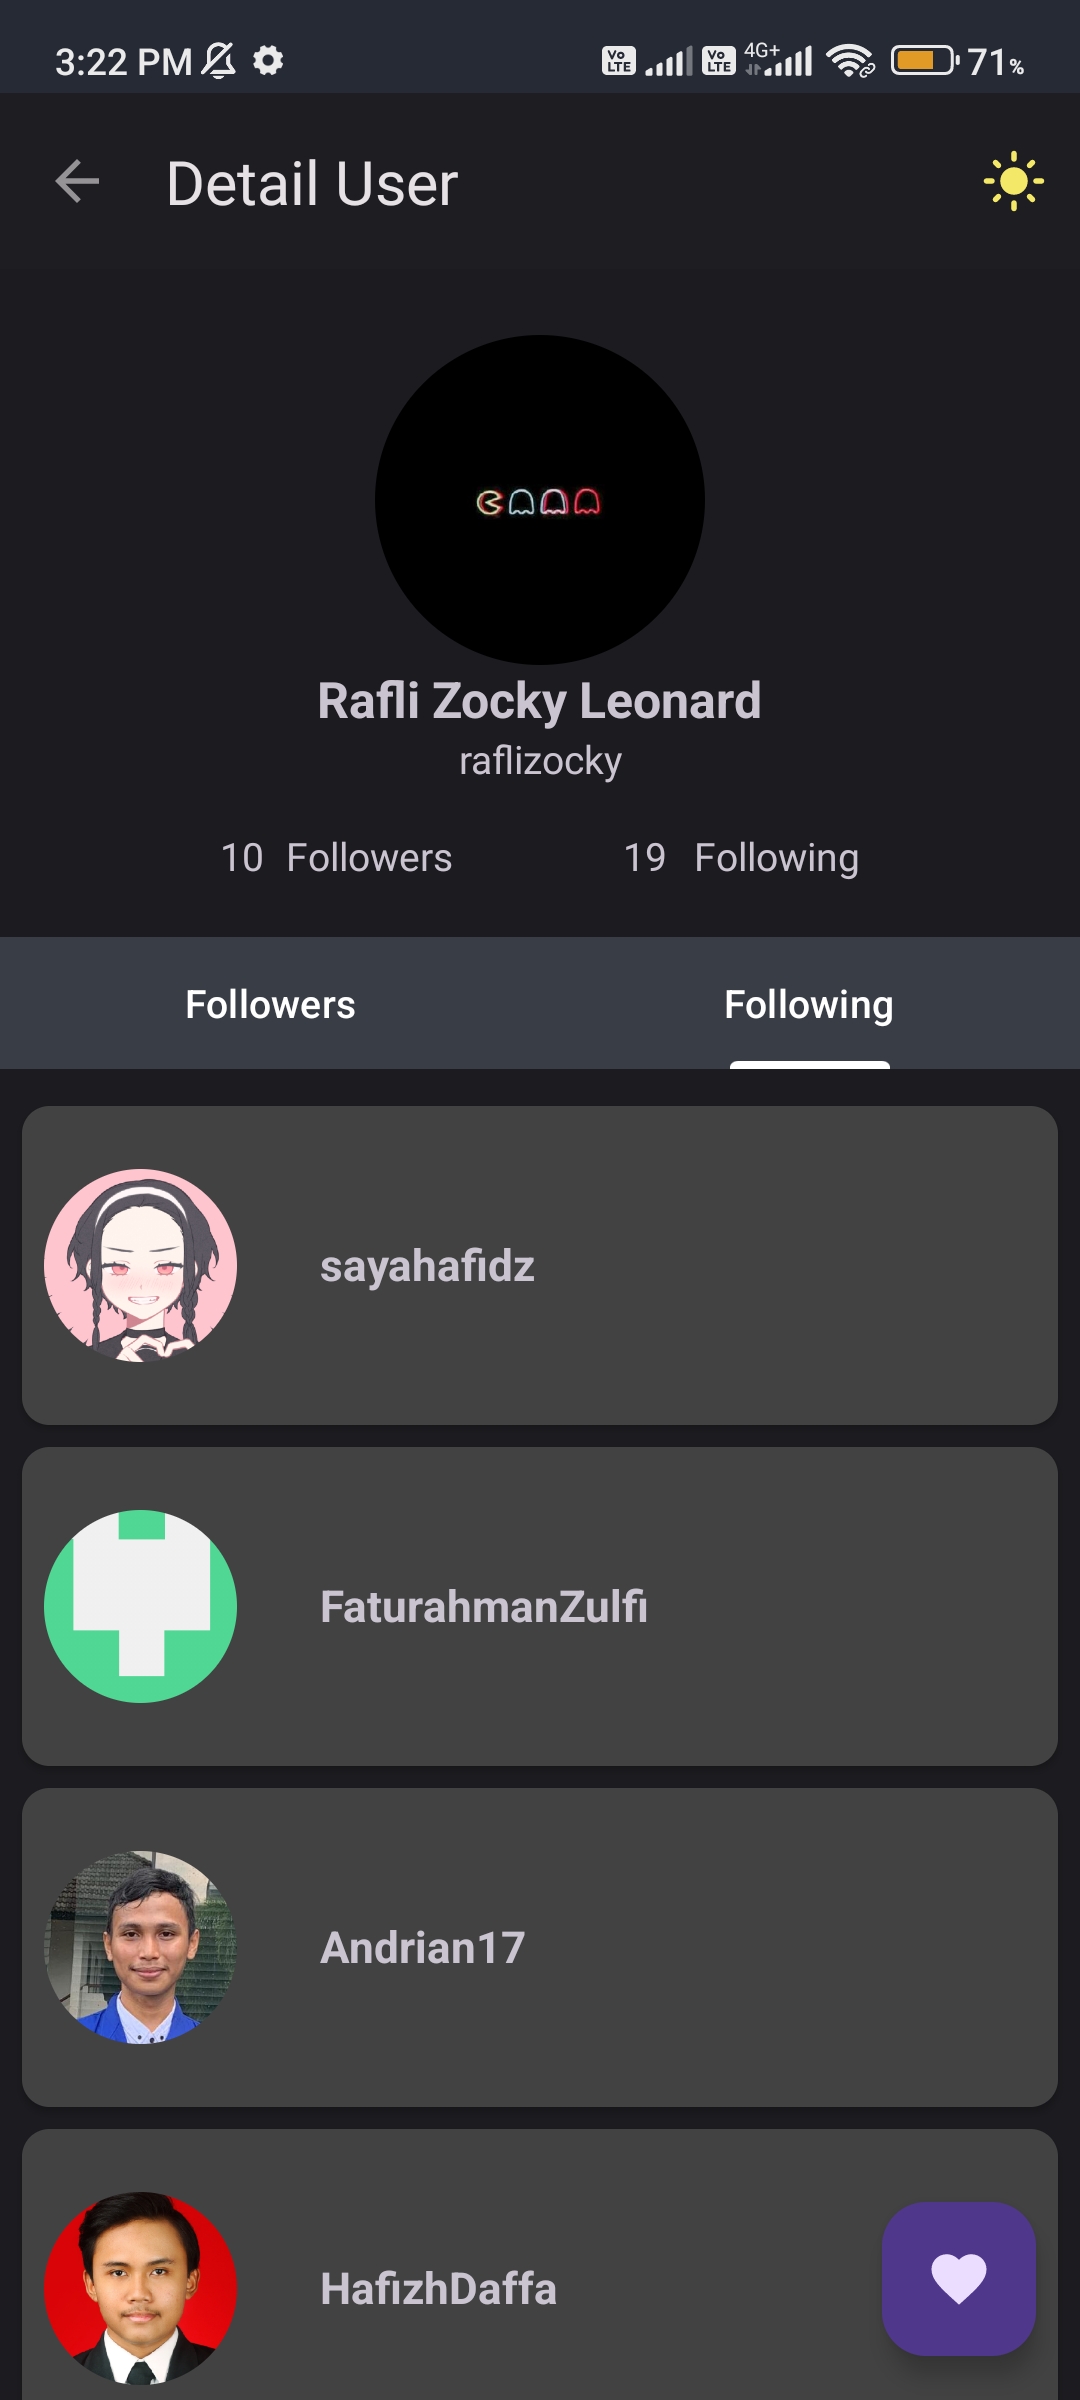 3:22 PM Vo LTE Vo LTE 4G+ 71%
Detail User
Rafli Zocky Leonard
raflizocky
10 Followers 19 Following
Followers Following
sayahafidz
FaturahmanZulfi
Andrian17
HafizhDaffa